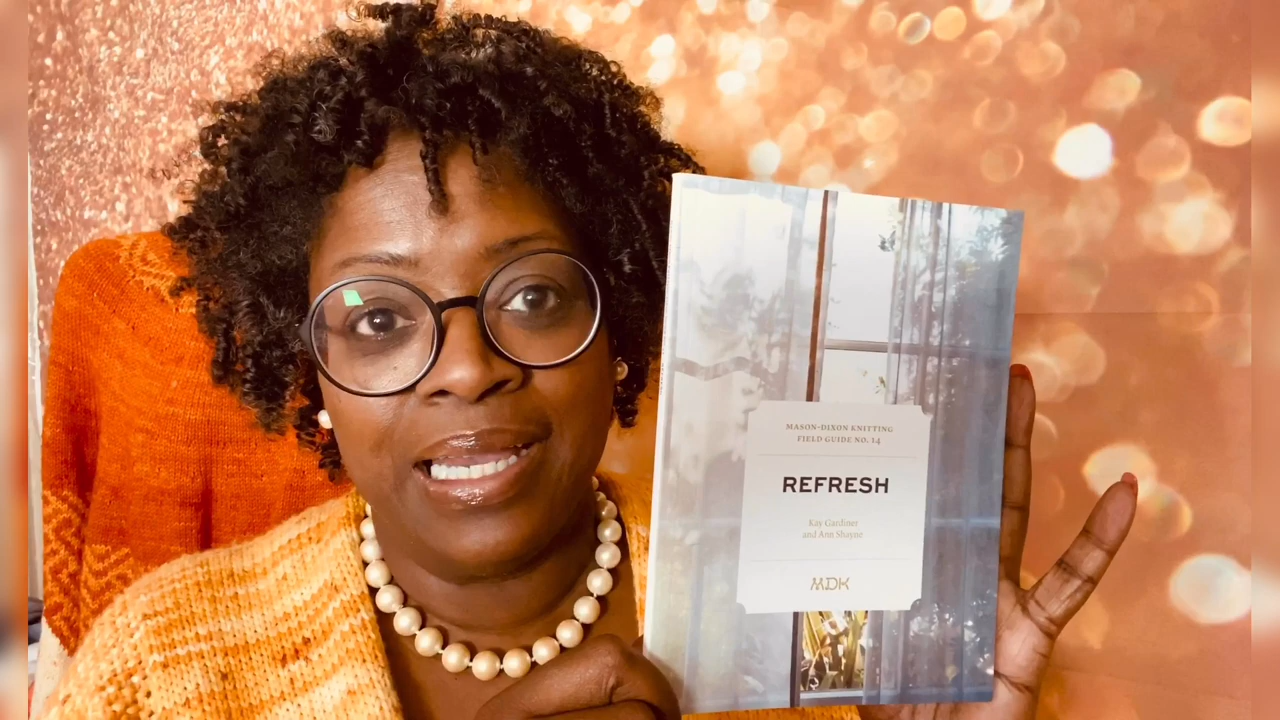 MASON-DIXON KNITTING
FIELD GUIDE NO. 14
REFRESH
Kay Gardiner
and Ann Shayne
MDK